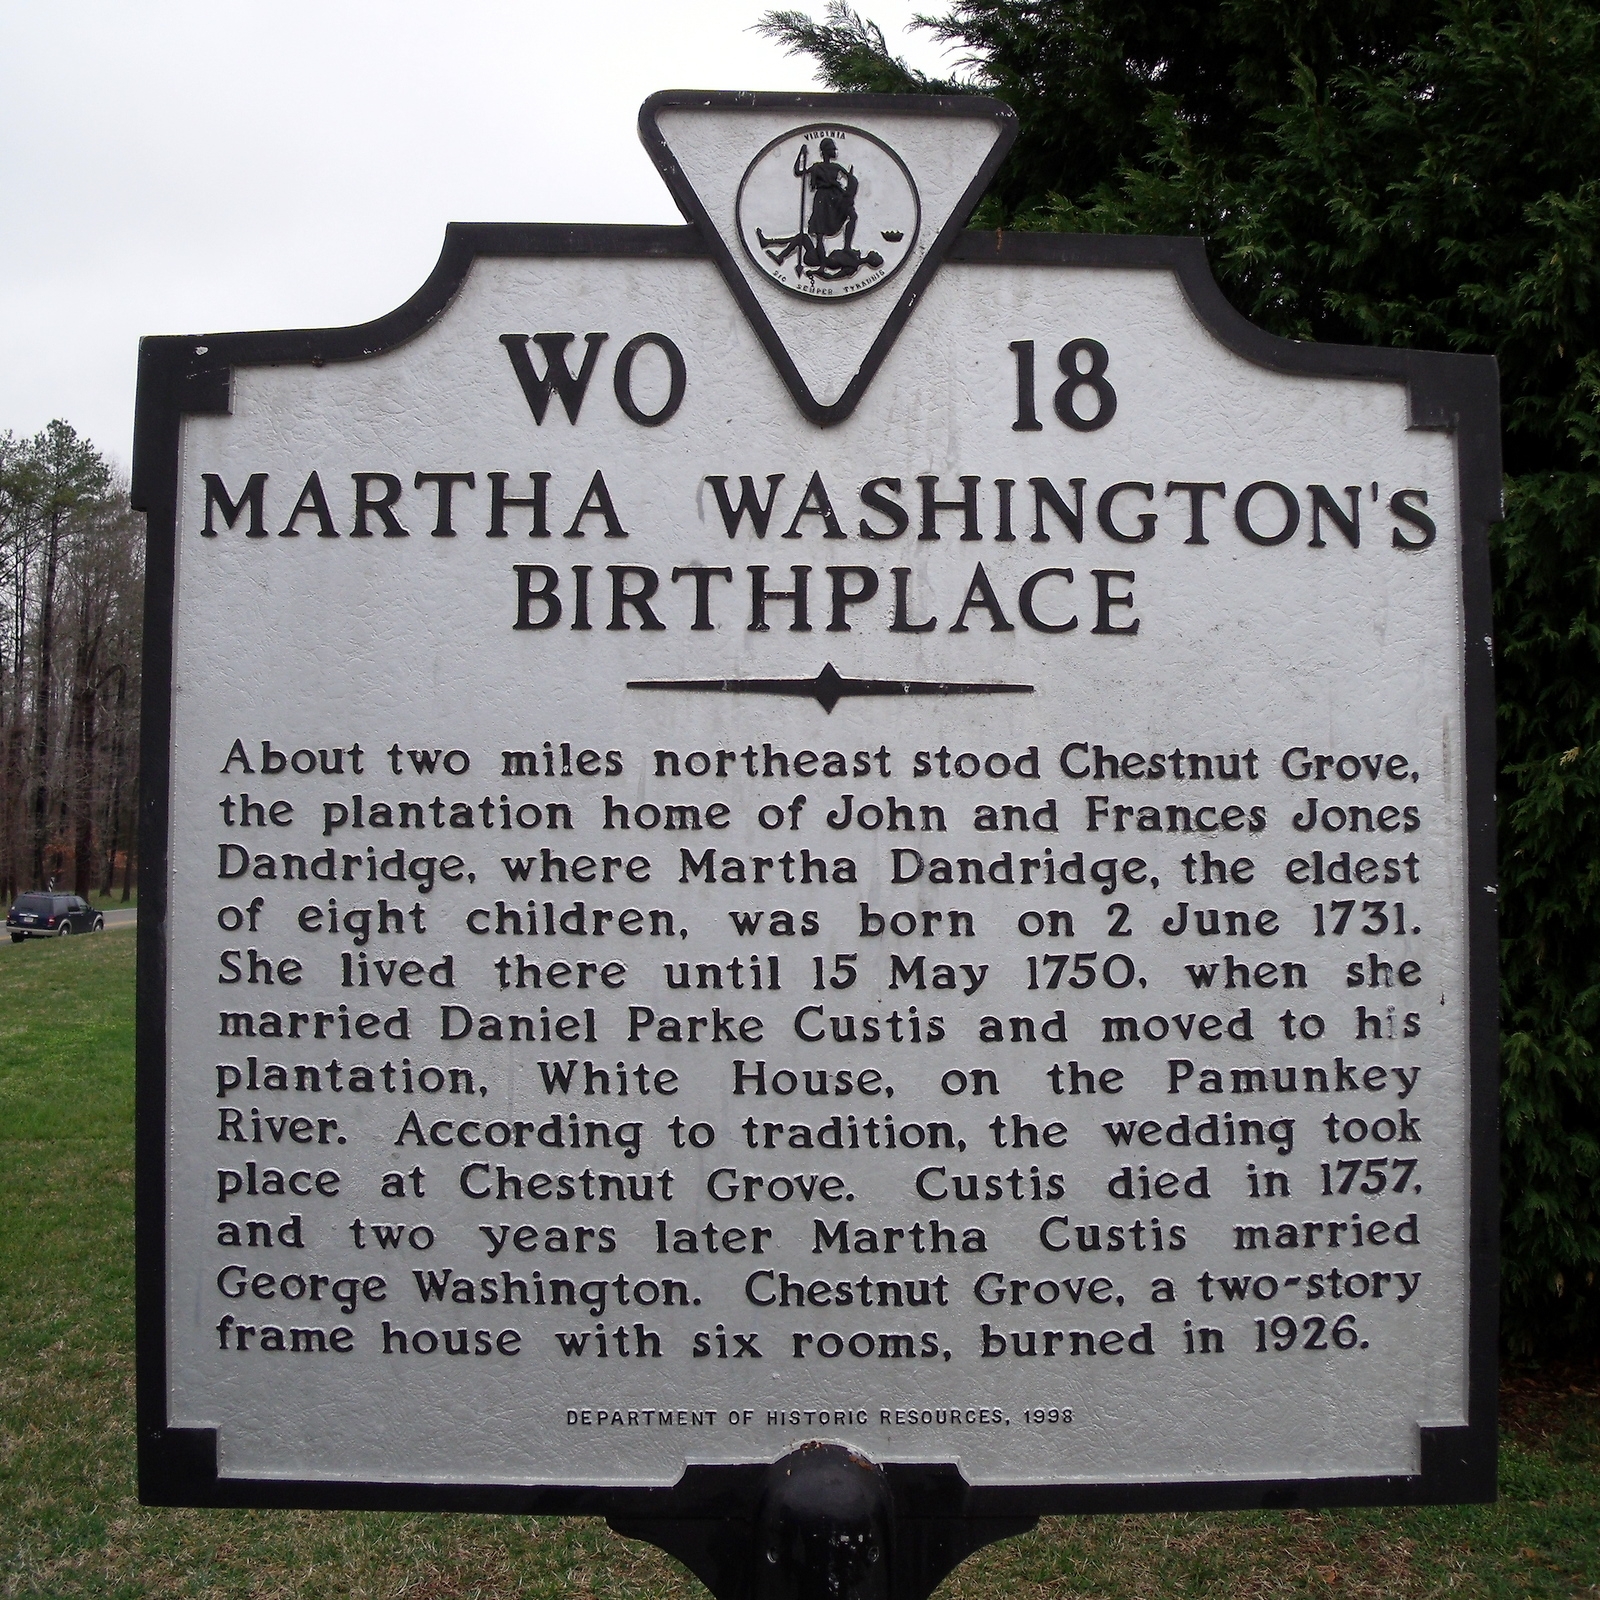 VIRGINIA
SIC SEMPER TYRANNIS
WO 18
MARTHA WASHINGTON'S
BIRTHPLACE
About two miles northeast stood Chestnut Grove,
the plantation home of John and Frances Jones
Dandridge, where Martha Dandridge, the eldest
of eight children, was born on 2 June 1731.
She lived there until 15 May 1750, when she
married Daniel Parke Custis and moved to his
plantation, White House, on the Pamunkey
River. According to tradition, the wedding took
place at Chestnut Grove. Custis died in 1757,
and two years later Martha Custis married
George Washington. Chestnut Grove, a two-story
frame house with six rooms, burned in 1926.
DEPARTMENT OF HISTORIC RESOURCES, 1998